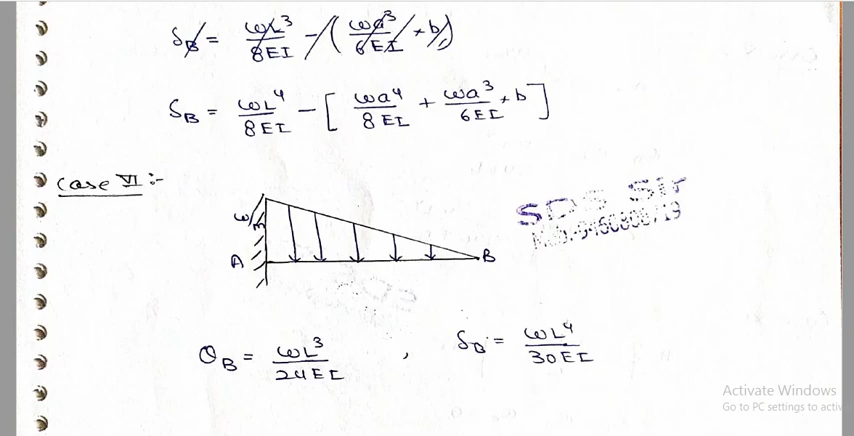 δB = ωL³/8EI - (ωa³/6EI × b)
δB = ωL⁴/8EI - [ωa⁴/8EI + ωa³/6EI × b]
Case VI :-
ω/m
A
B
SDS Sir
θB = ωL³/24EI , δB = ωL⁴/30EI
Activate Windows
Go to PC settings to activ